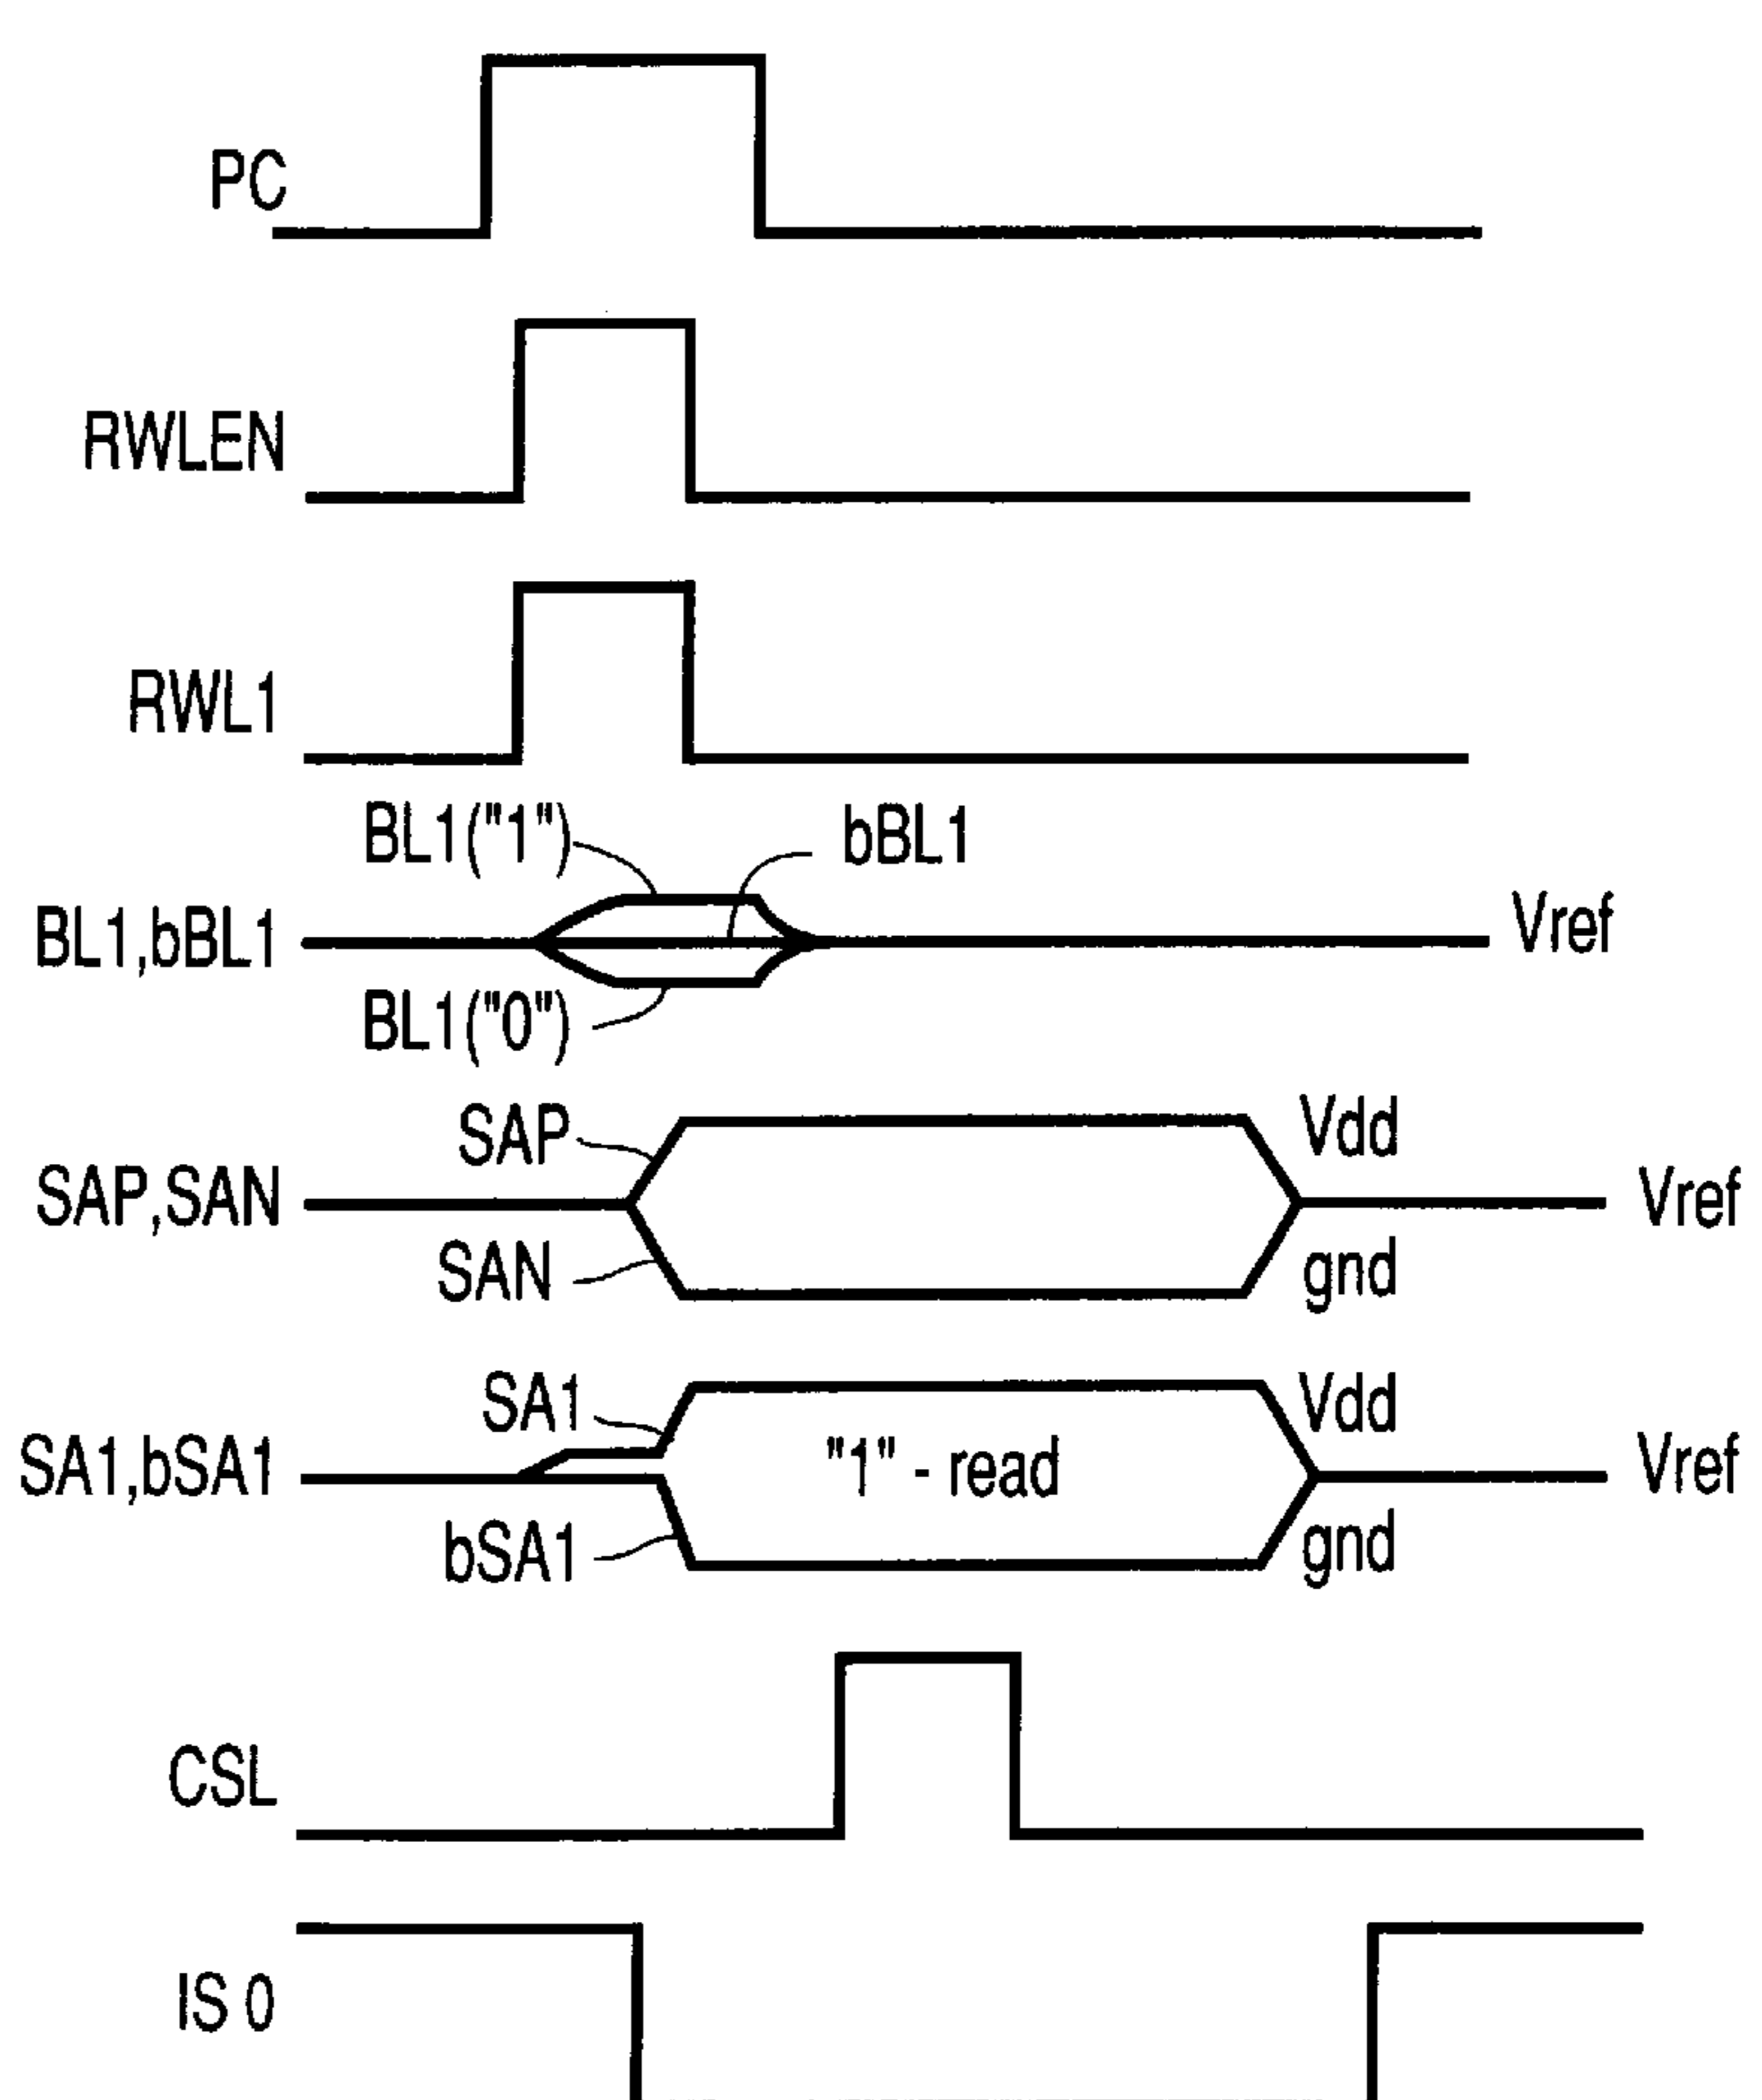 PC
RWLEN
RWL1
BL1("1")
bBL1
BL1,bBL1
Vref
BL1("0")
SAP
Vdd
SAP,SAN
Vref
SAN
gnd
SA1
Vdd
SA1,bSA1
"1" - read
Vref
bSA1
gnd
CSL
IS 0